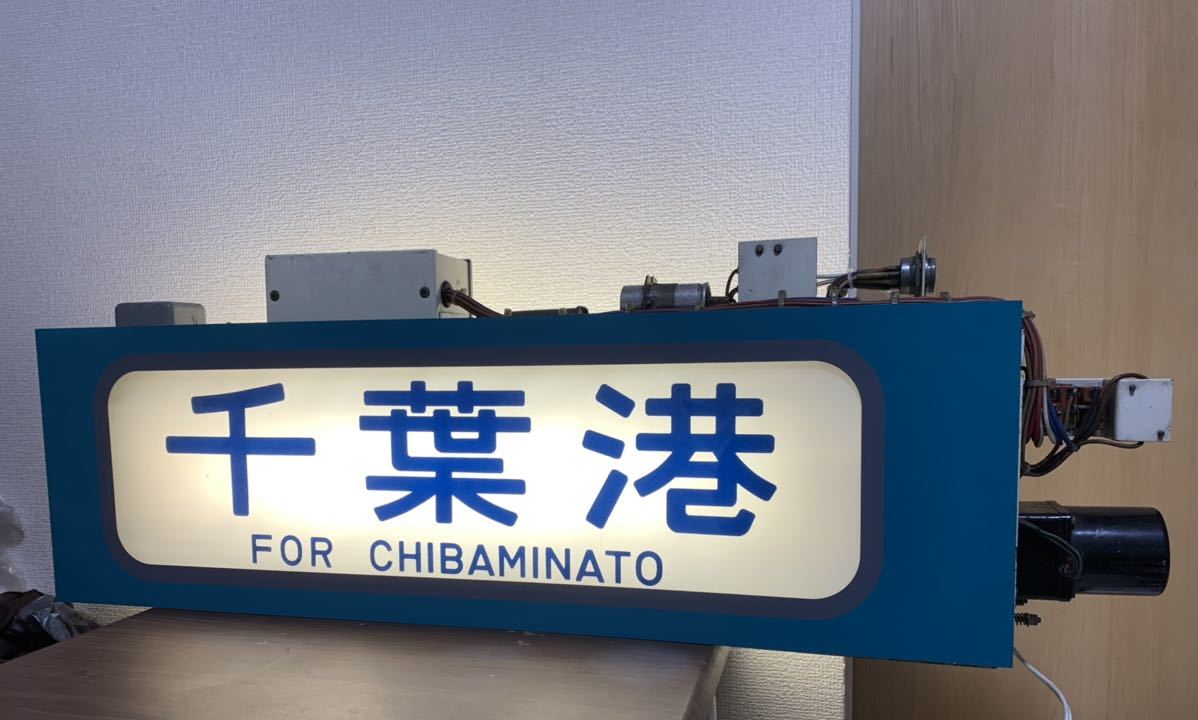 千葉港
FOR CHIBAMINATO